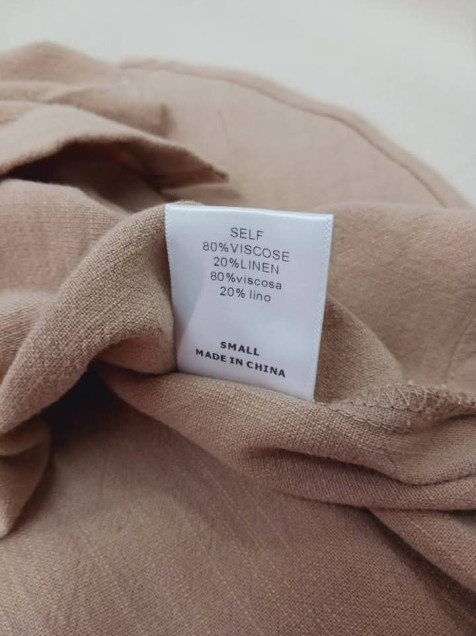 SELF
80%VISCOSE
20%LINEN
80%viscosa
20% lino
SMALL
MADE IN CHINA